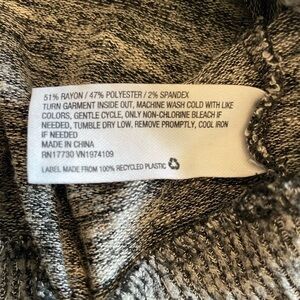 51% RAYON / 47% POLYESTER / 2% SPANDEX
TURN GARMENT INSIDE OUT, MACHINE WASH COLD WITH LIKE
COLORS, GENTLE CYCLE, ONLY NON-CHLORINE BLEACH IF
NEEDED, TUMBLE DRY LOW, REMOVE PROMPTLY, COOL IRON
IF NEEDED
MADE IN CHINA
RN17730 VN1974109
LABEL MADE FROM 100% RECYCLED PLASTIC